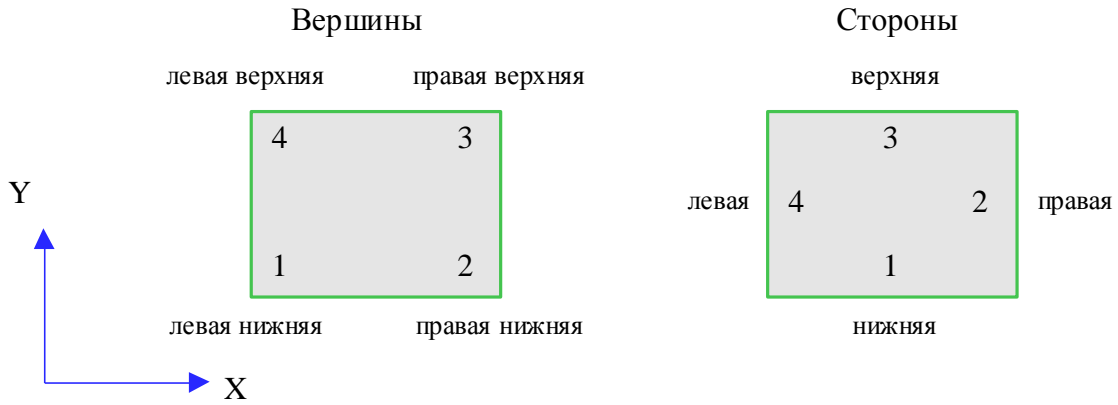 Вершины Стороны
левая верхняя правая верхняя верхняя
4 3 3
Y левая 4 2 правая
1 2 1
левая нижняя правая нижняя нижняя
X